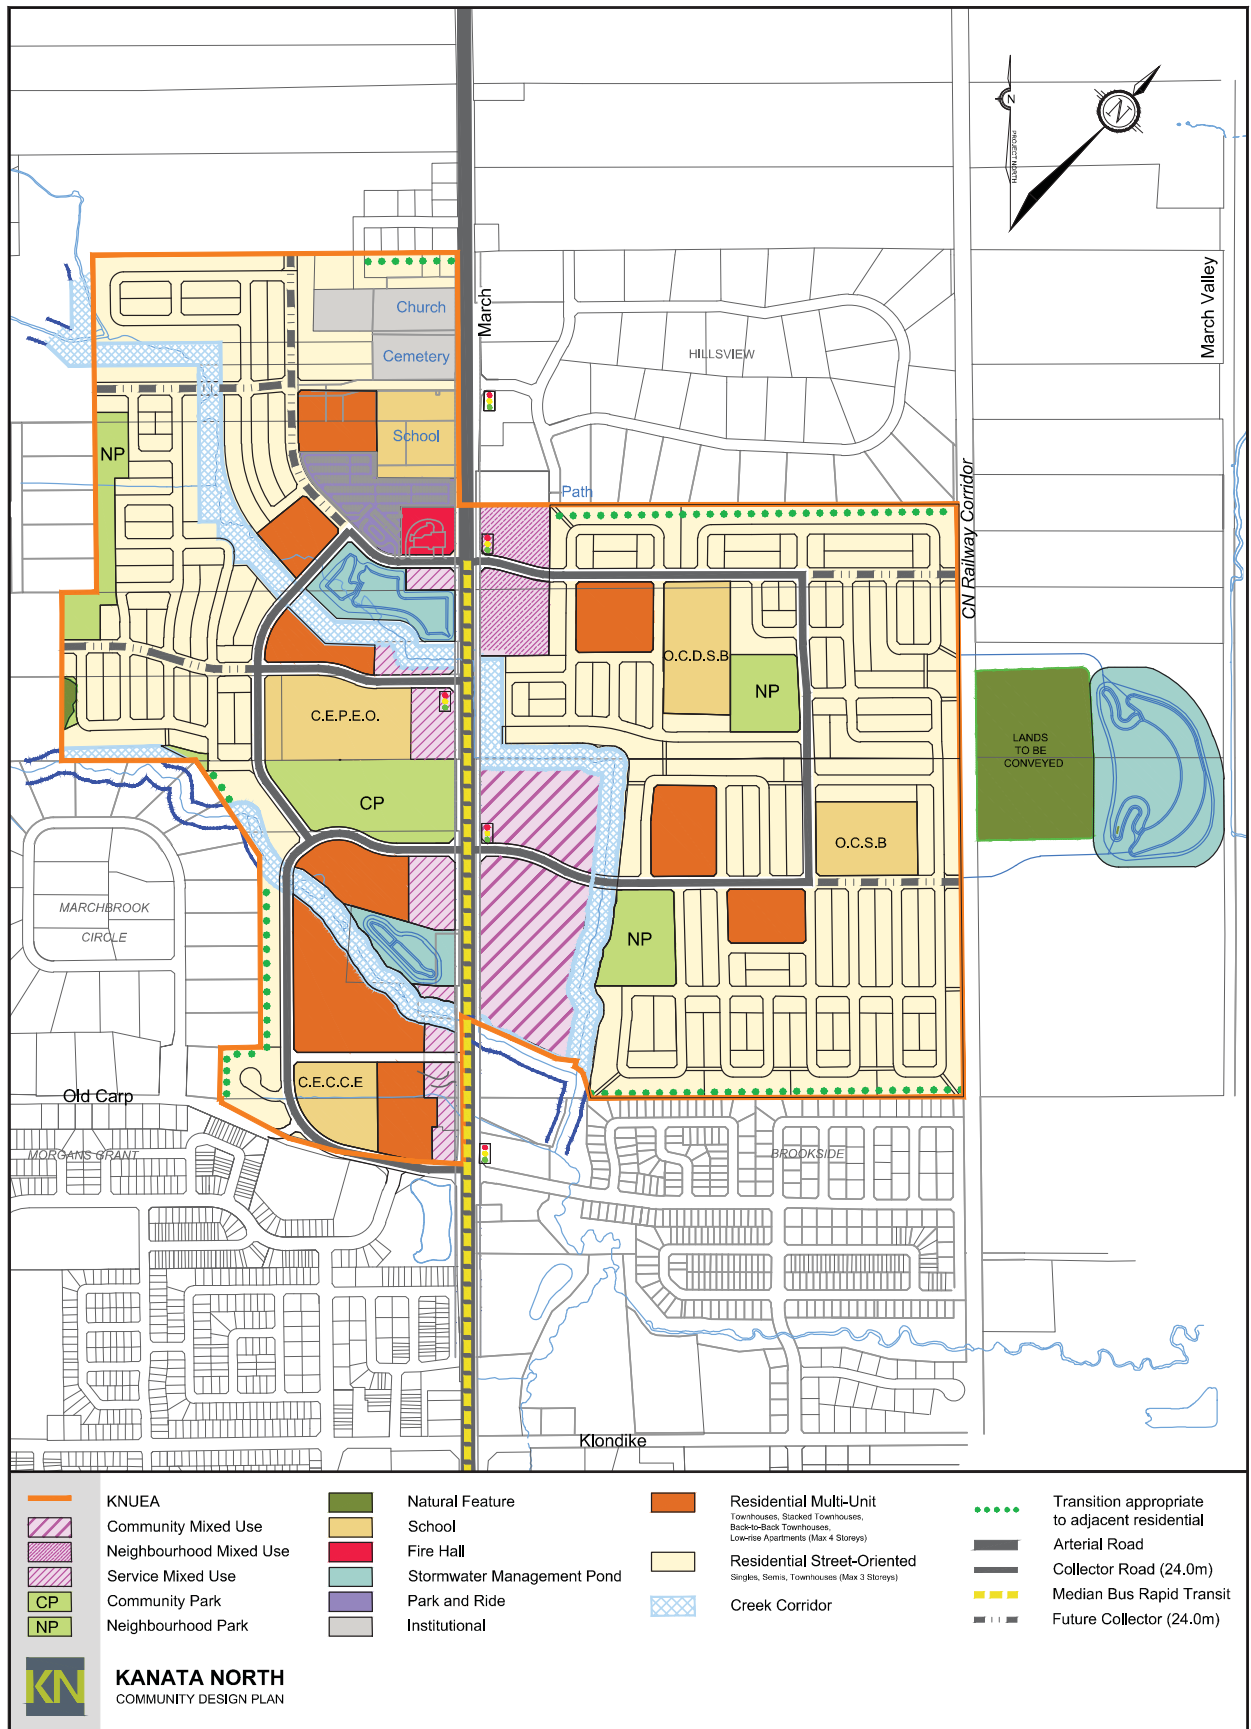 N
PROJECT NORTH
N
March Valley
Church
March
Cemetery
HILLSVIEW
School
NP
Path
CN Railway Corridor
O.C.D.S.B
NP
C.E.P.E.O.
LANDS
TO BE
CONVEYED
CP
O.C.S.B
MARCHBROOK
CIRCLE
NP
C.E.C.C.E
Old Carp
MORGANS GRANT
BROOKSIDE
Klondike
KNUEA
Community Mixed Use
Neighbourhood Mixed Use
Service Mixed Use
CP Community Park
NP Neighbourhood Park
Natural Feature
School
Fire Hall
Stormwater Management Pond
Park and Ride
Institutional
Residential Multi-Unit
Townhouses, Stacked Townhouses,
Back-to-Back Townhouses,
Low-rise Apartments (Max 4 Storeys)
Residential Street-Oriented
Singles, Semis, Townhouses (Max 3 Storeys)
Creek Corridor
Transition appropriate
to adjacent residential
Arterial Road
Collector Road (24.0m)
Median Bus Rapid Transit
Future Collector (24.0m)
KN
KANATA NORTH
COMMUNITY DESIGN PLAN